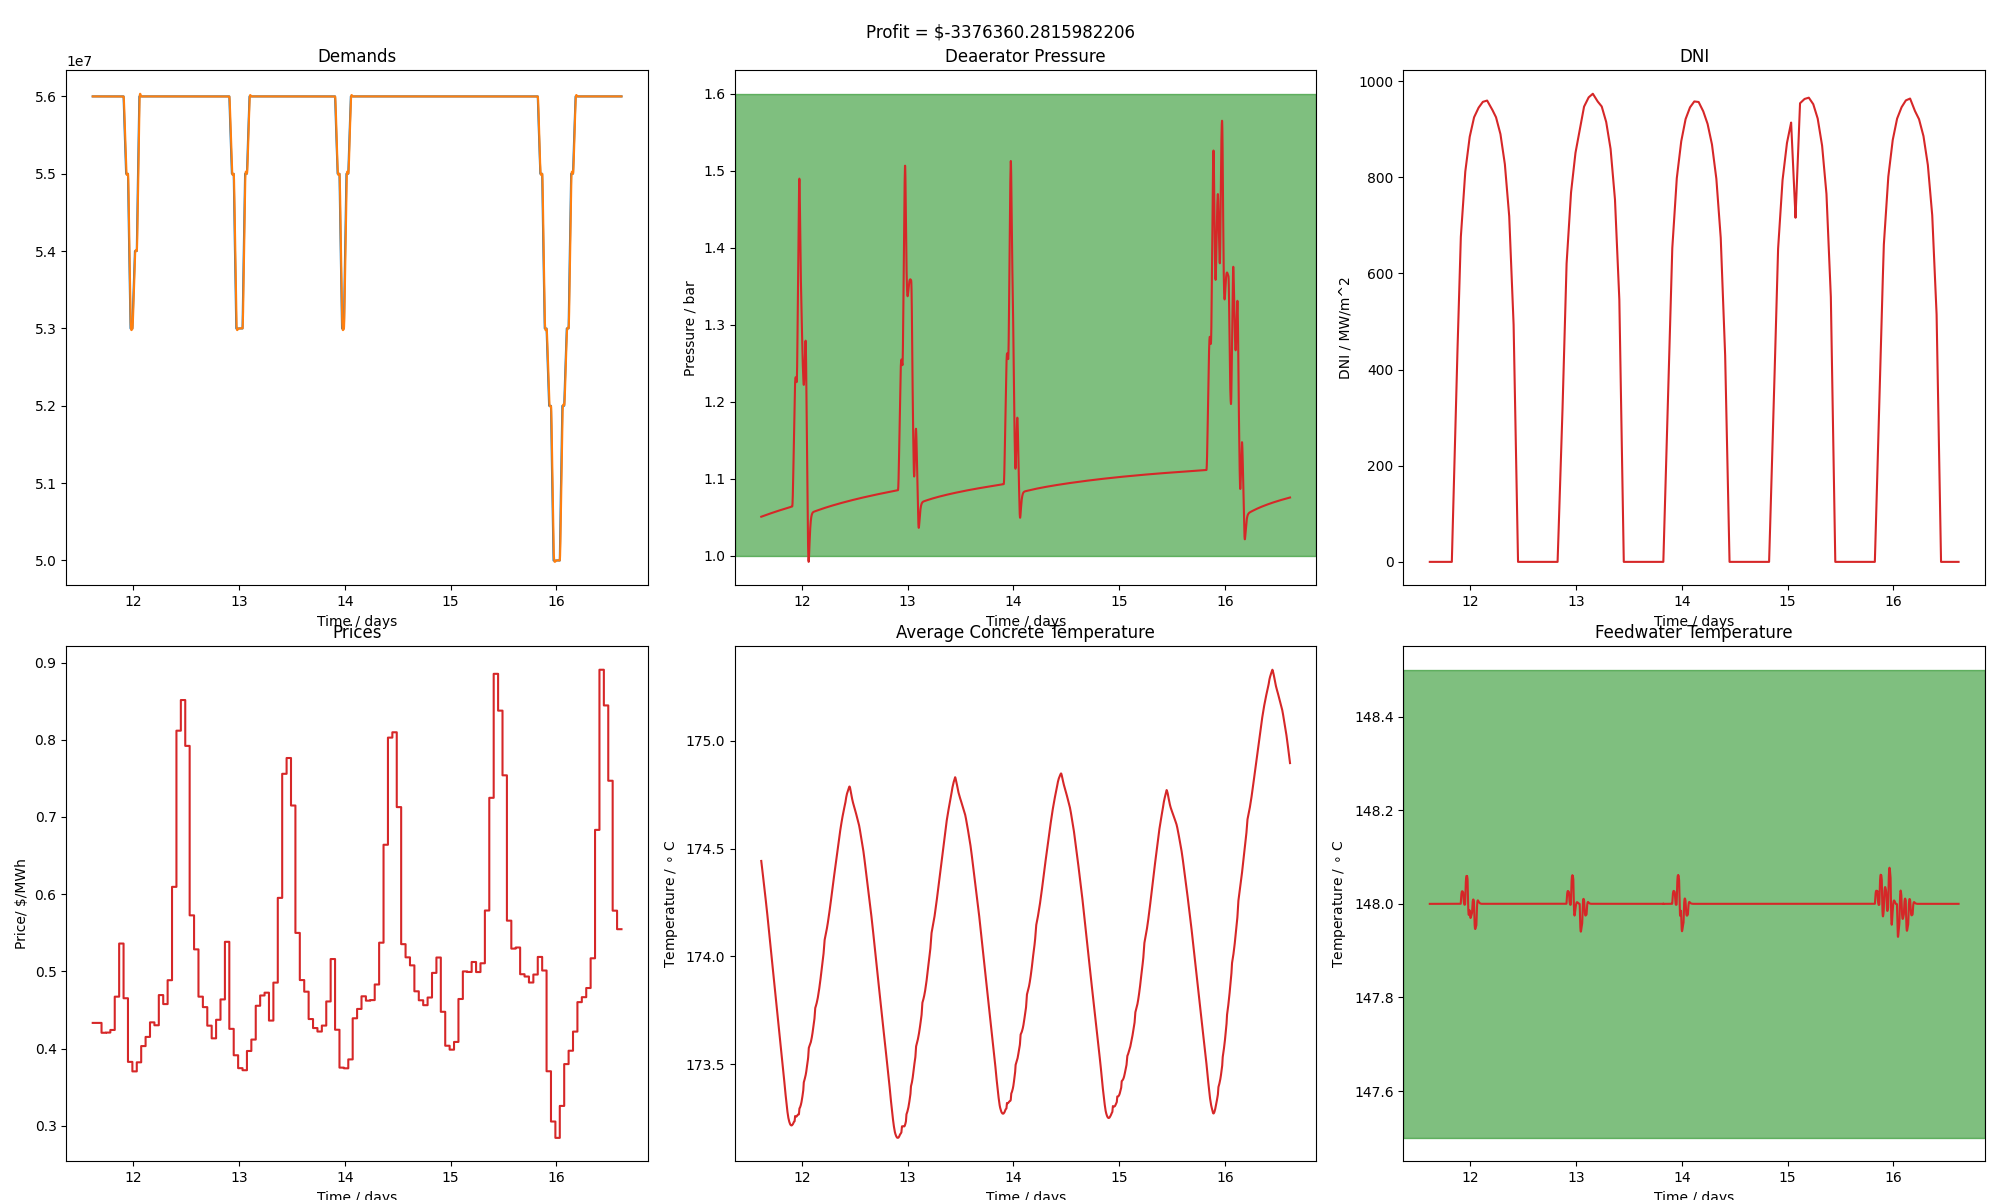 Profit = $-3376360.2815982206
Demands
1e7
5.6
5.5
5.4
5.3
5.2
5.1
5.0
12 13 14 15 16
Time / days
Deaerator Pressure
Pressure / bar
1.6
1.5
1.4
1.3
1.2
1.1
1.0
12 13 14 15 16
Time / days
DNI
DNI / MW/m^2
1000
800
600
400
200
0
12 13 14 15 16
Time / days
Prices
Price/ $/MWh
0.9
0.8
0.7
0.6
0.5
0.4
0.3
12 13 14 15 16
Time / days
Average Concrete Temperature
Temperature / ∘ C
175.0
174.5
174.0
173.5
12 13 14 15 16
Time / days
Feedwater Temperature
Temperature / ∘ C
148.4
148.2
148.0
147.8
147.6
12 13 14 15 16
Time / days